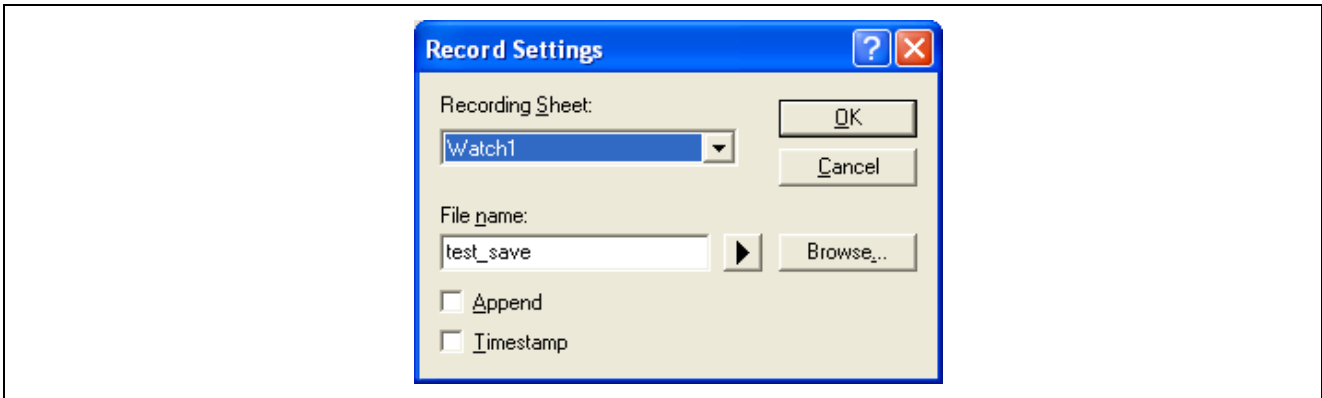 Record Settings
Recording Sheet:
OK
Watch1
Cancel
File name:
test_save
Browse...
Append
Timestamp